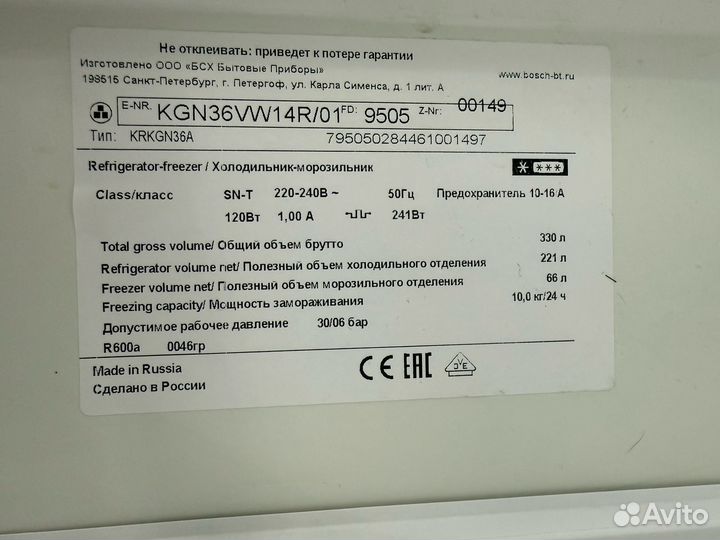 Не отклеивать: приведет к потере гарантии
Изготовлено ООО «БСХ Бытовые Приборы»
198515 Санкт-Петербург, г. Петергоф, ул. Карла Сименса, д. 1 лит. А
www.bosch-bt.ru
E-NR. KGN36VW14R/01 FD: 9505 Z-Nr: 00149
Тип: KRKGN36A 795050284461001497
Refrigerator-freezer / Холодильник-морозильник
Class/класс SN-T 220-240В ~ 50Гц Предохранитель 10-16 А
120Вт 1,00 А 241Вт
Total gross volume/ Общий объем брутто 330 л
Refrigerator volume net/ Полезный объем холодильного отделения 221 л
Freezer volume net/ Полезный объем морозильного отделения 66 л
Freezing capacity/ Мощность замораживания 10,0 кг/24 ч
Допустимое рабочее давление 30/06 бар
R600a 0046гр
Made in Russia
Сделано в России
CE EAC DVE
Avito